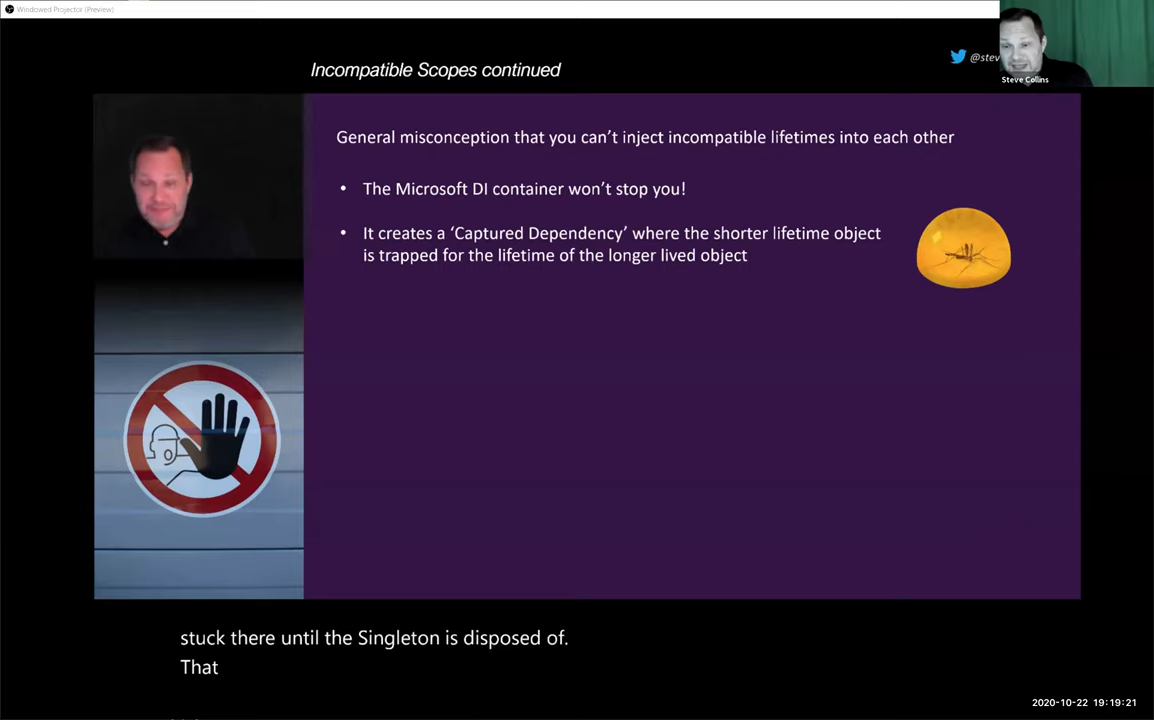 Windowed Projector (Preview)
Incompatible Scopes continued
@stev
Steve Collins
General misconception that you can't inject incompatible lifetimes into each other
• The Microsoft DI container won't stop you!
• It creates a 'Captured Dependency' where the shorter lifetime object
is trapped for the lifetime of the longer lived object
stuck there until the Singleton is disposed of.
That
2020-10-22 19:19:21